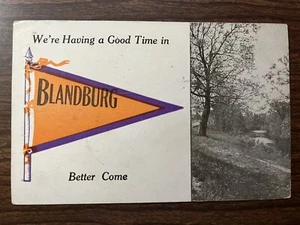 We're Having a Good Time in
BLANDBURG
Better Come